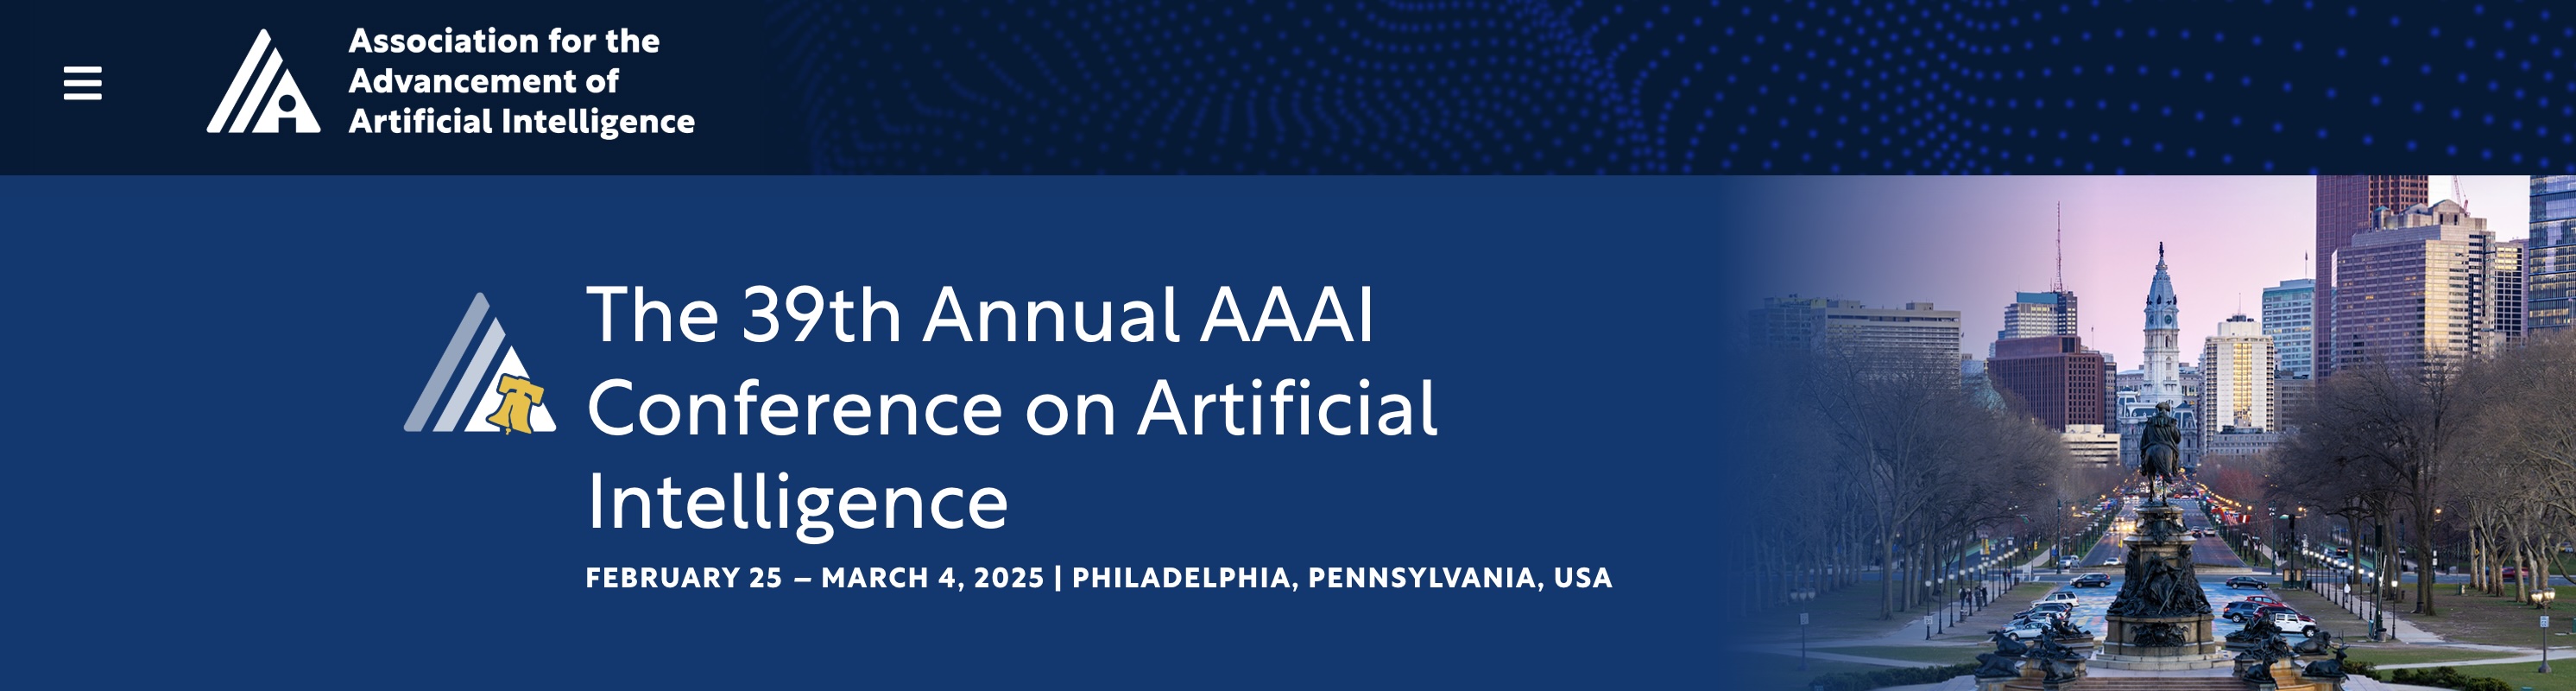 Association for the
Advancement of
Artificial Intelligence
The 39th Annual AAAI
Conference on Artificial
Intelligence
FEBRUARY 25 – MARCH 4, 2025 | PHILADELPHIA, PENNSYLVANIA, USA